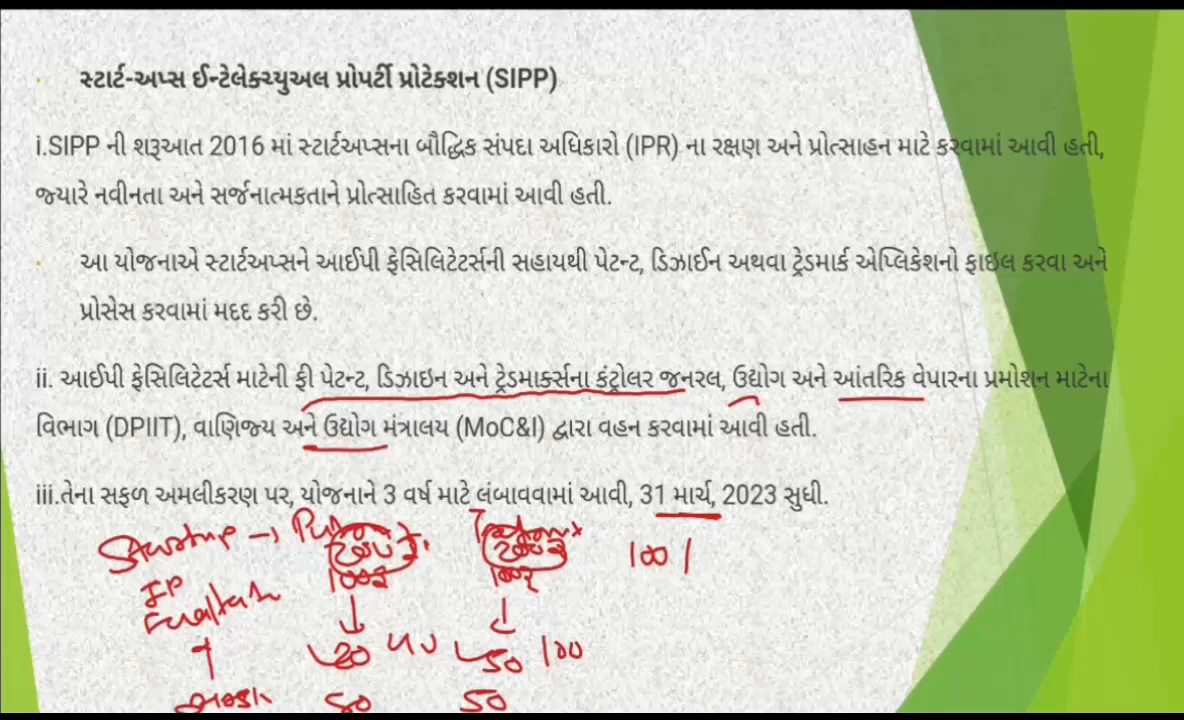 સ્ટાર્ટ-અપ્સ ઈન્ટેલેક્ચ્યુઅલ પ્રોપર્ટી પ્રોટેક્શન (SIPP)
i.SIPP ની શરૂઆત 2016 માં સ્ટાર્ટઅપ્સના બૌદ્ધિક સંપદા અધિકારો (IPR) ના રક્ષણ અને પ્રોત્સાહન માટે કરવામાં આવી હતી,
જ્યારે નવીનતા અને સર્જનાત્મકતાને પ્રોત્સાહિત કરવામાં આવી હતી.
આ યોજનાએ સ્ટાર્ટઅપ્સને આઈપી ફેસિલિટેટર્સની સહાયથી પેટન્ટ, ડિઝાઈન અથવા ટ્રેડમાર્ક એપ્લિકેશનો ફાઇલ કરવા અને
પ્રોસેસ કરવામાં મદદ કરી છે.
ii. આઈપી ફેસિલિટેટર્સ માટેની ફી પેટન્ટ, ડિઝાઇન અને ટ્રેડમાર્ક્સના કંટ્રોલર જનરલ, ઉદ્યોગ અને આંતરિક વેપારના પ્રમોશન માટેના
વિભાગ (DPIIT), વાણિજ્ય અને ઉદ્યોગ મંત્રાલય (MoC&I) દ્વારા વહન કરવામાં આવી હતી.
iii.તેના સફળ અમલીકરણ પર, યોજનાને 3 વર્ષ માટે લંબાવવામાં આવી, 31 માર્ચ, 2023 સુધી.
Startup → 100
IP
50 100
50